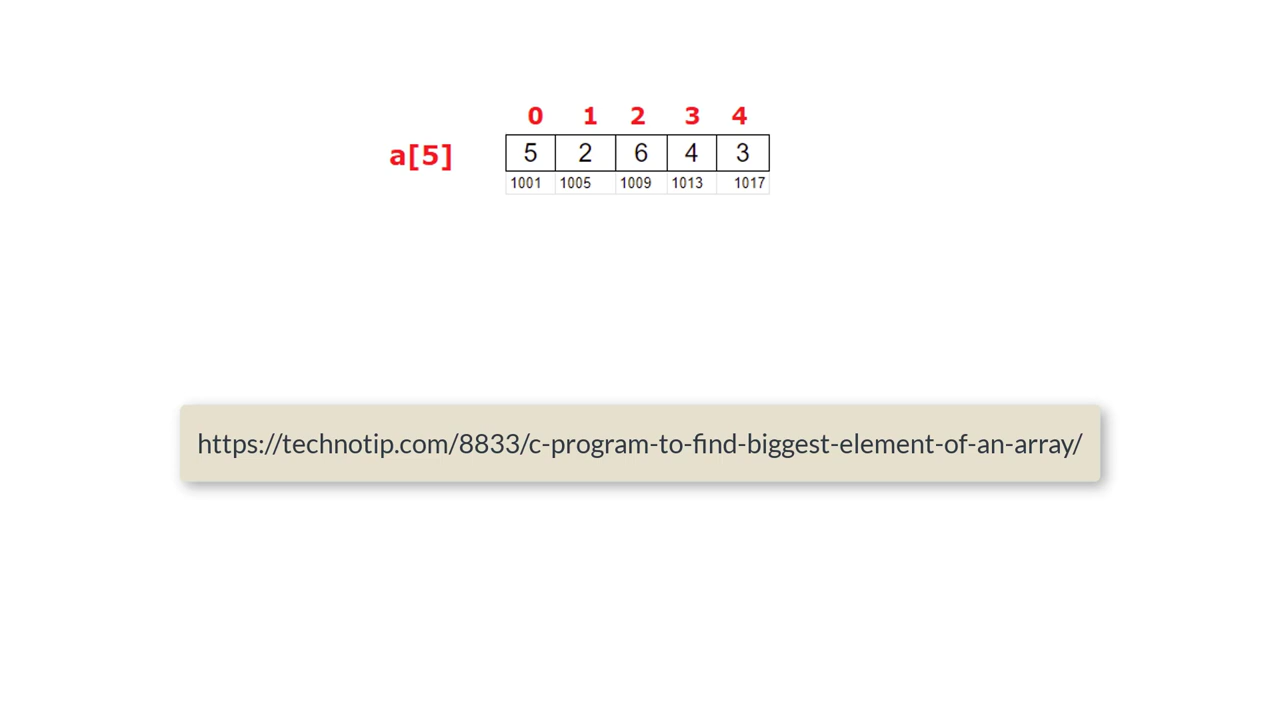 0 1 2 3 4
a[5] 5 2 6 4 3
1001 1005 1009 1013 1017
https://technotip.com/8833/c-program-to-find-biggest-element-of-an-array/